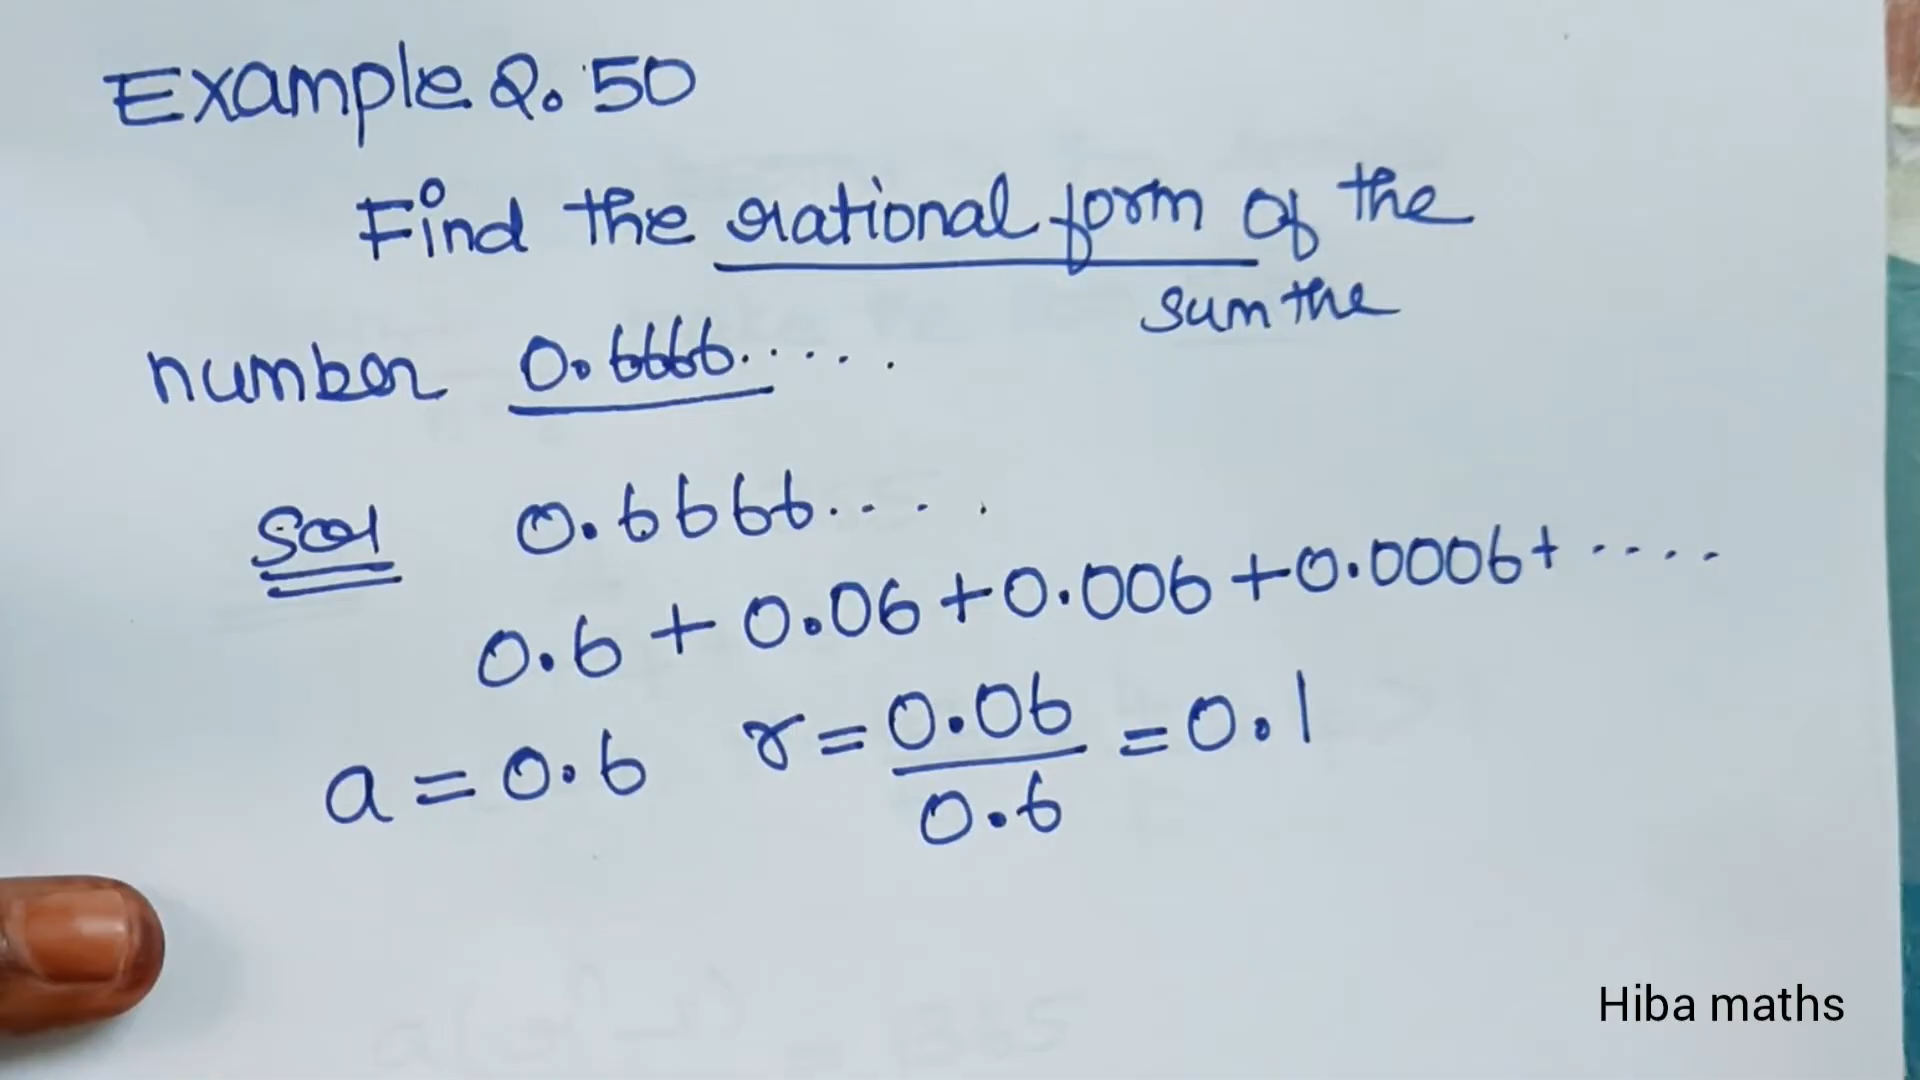 Example 2.50
Find the rational form of the
sum the
number 0.6666.....
Sol 0.6666....
0.6 + 0.06 + 0.006 + 0.0006 + ....
a = 0.6 r = 0.06/0.6 = 0.1
Hiba maths